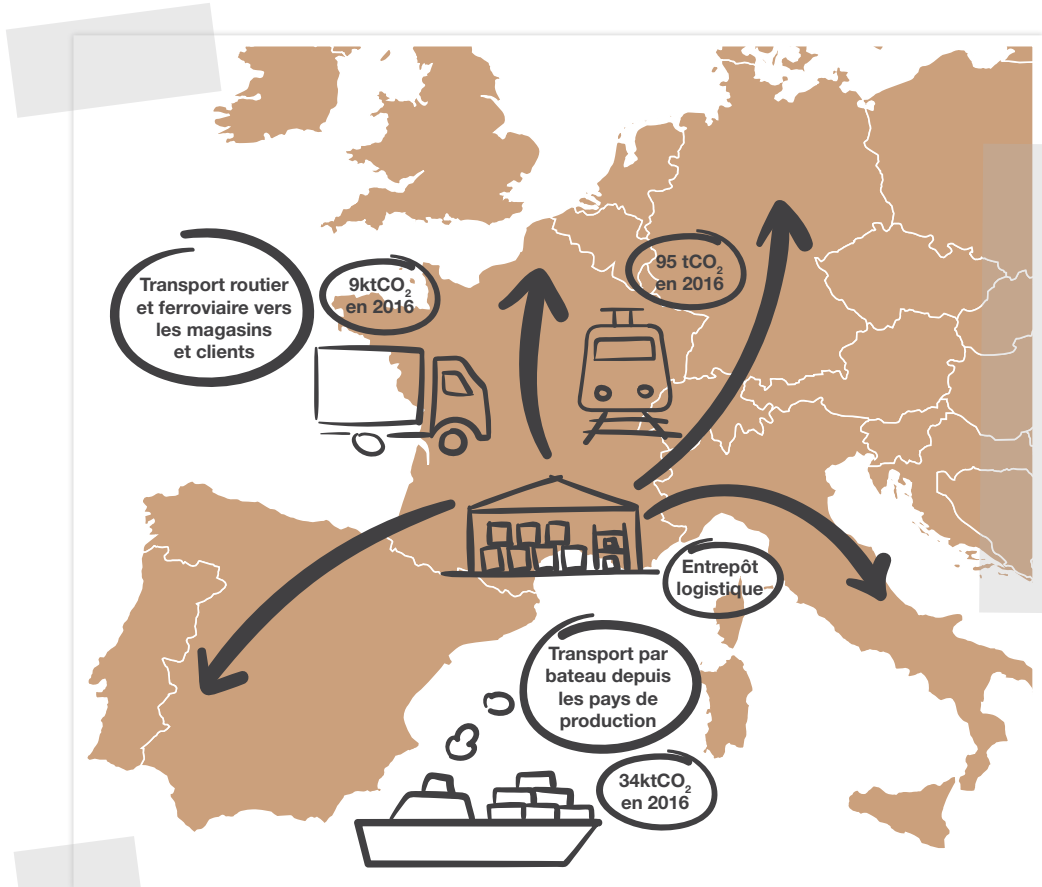 Transport routier
et ferroviaire vers
les magasins
et clients
9ktCO₂
en 2016
95 tCO₂
en 2016
Entrepôt
logistique
Transport par
bateau depuis
les pays de
production
34ktCO₂
en 2016